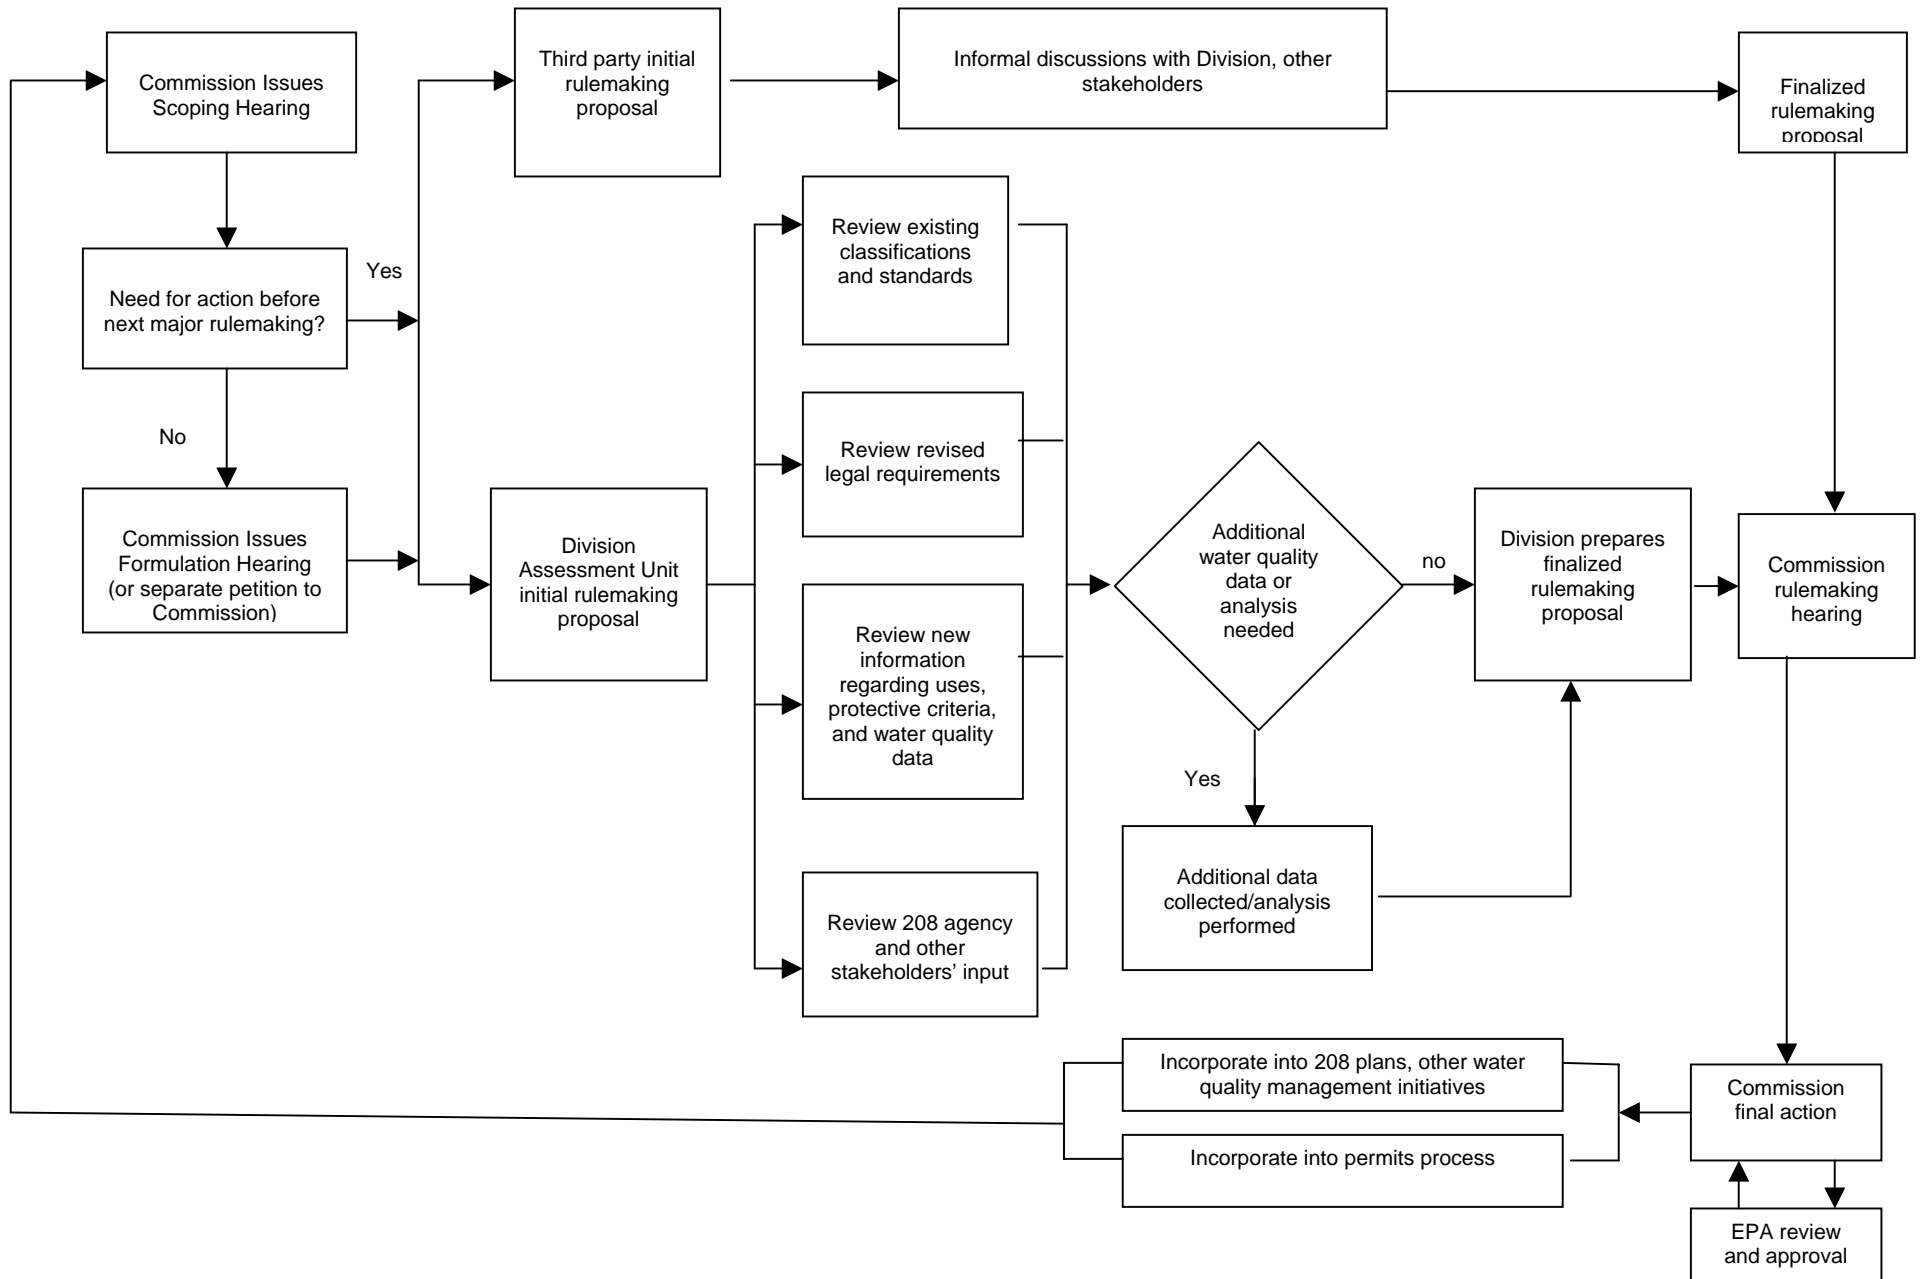 Commission Issues
Scoping Hearing
Need for action before
next major rulemaking?
Yes
No
Commission Issues
Formulation Hearing
(or separate petition to
Commission)
Third party initial
rulemaking
proposal
Informal discussions with Division, other
stakeholders
Finalized
rulemaking
proposal
Division
Assessment Unit
initial rulemaking
proposal
Review existing
classifications
and standards
Review revised
legal requirements
Review new
information
regarding uses,
protective criteria,
and water quality
data
Review 208 agency
and other
stakeholders’ input
Additional
water quality
data or
analysis
needed
no
Yes
Additional data
collected/analysis
performed
Division prepares
finalized
rulemaking
proposal
Commission
rulemaking
hearing
Commission
final action
EPA review
and approval
Incorporate into 208 plans, other water
quality management initiatives
Incorporate into permits process